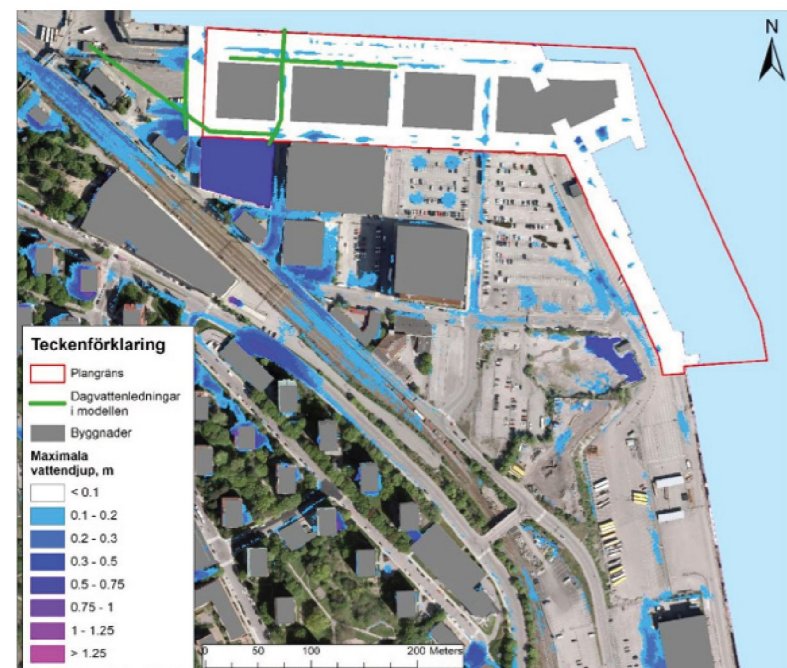 N
Teckenförklaring
Plangräns
Dagvattenledningar
i modellen
Byggnader
Maximala
vattendjup, m
< 0.1
0.1 - 0.2
0.2 - 0.3
0.3 - 0.5
0.5 - 0.75
0.75 - 1
1 - 1.25
> 1.25
0 50 100 200 Meters